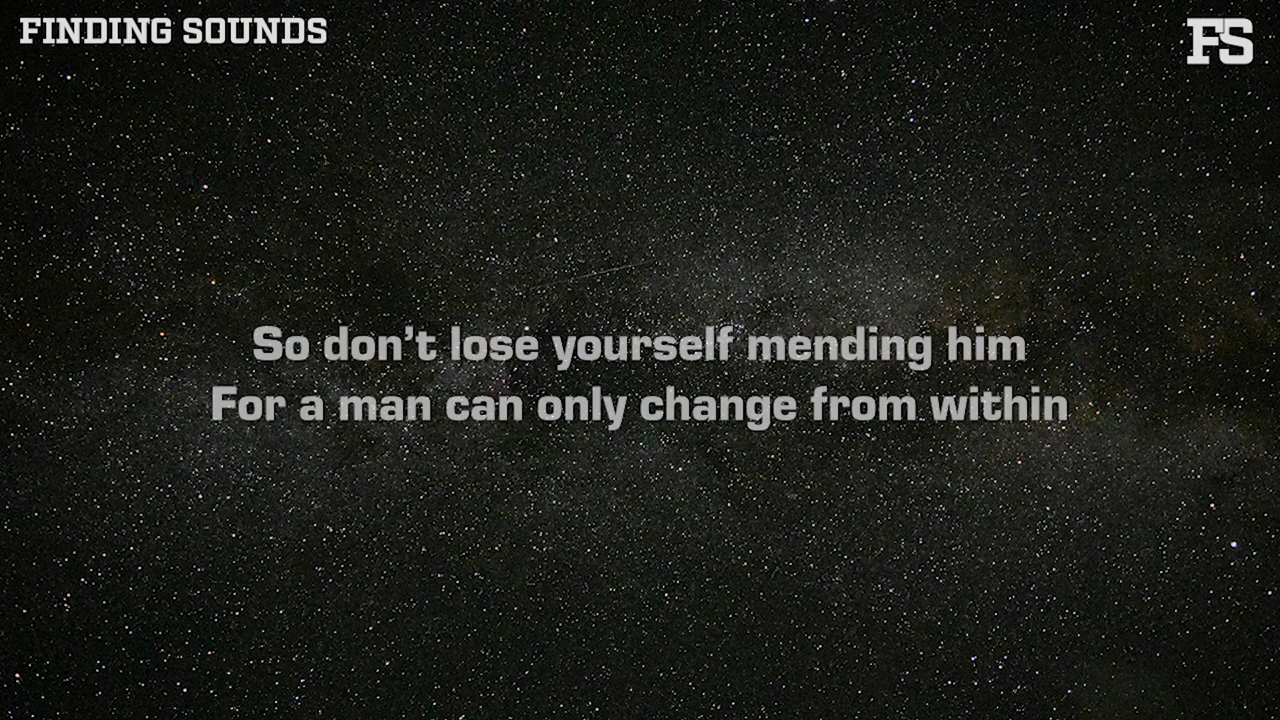 FINDING SOUNDS
FS
So don’t lose yourself mending him
For a man can only change from within